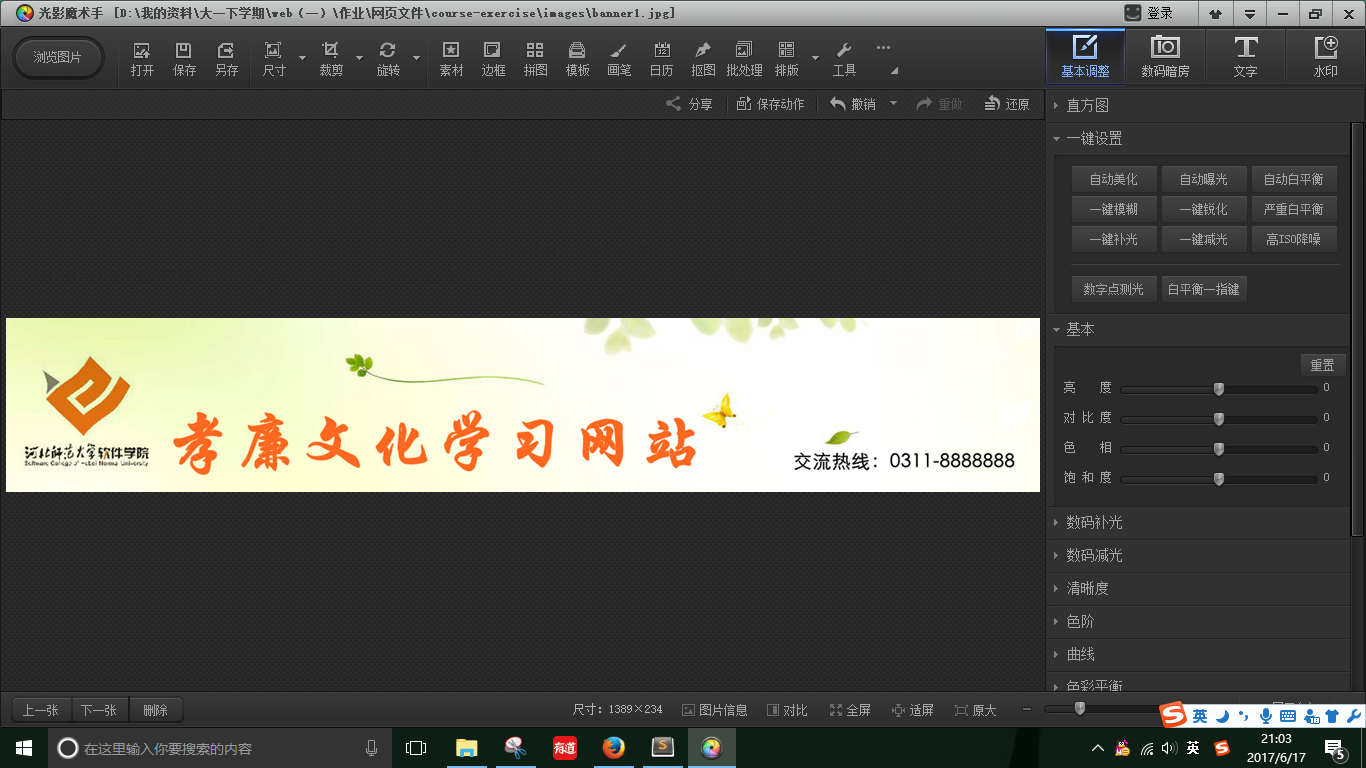 光影魔术手 [D:\我的资料\大一下学期\web（一）\作业\网页文件\course-exercise\images\banner1.jpg]
登录
浏览图片
打开 保存 另存 尺寸 裁剪 旋转 素材 边框 拼图 模板 画笔 日历 抠图 批处理 排版 工具
12
基本调整 数码暗房 文字 水印
分享 保存动作 撤销 重做 还原
直方图
一键设置
自动美化 自动曝光 自动白平衡
一键模糊 一键锐化 严重白平衡
一键补光 一键减光 高ISO降噪
数字点测光 白平衡一指键
基本
重置
亮 度 0
对比度 0
色 相 0
饱和度 0
数码补光
数码减光
清晰度
色阶
曲线
色彩平衡
河北师范大学软件学院
Software College of Hebei Normal University
孝廉文化学习网站
交流热线：0311-8888888
上一张 下一张 删除
尺寸：1389×234 图片信息 对比 全屏 适屏 原大
S 英
在这里输入你要搜索的内容
有道
S
英 S
21:03
2017/6/17
5